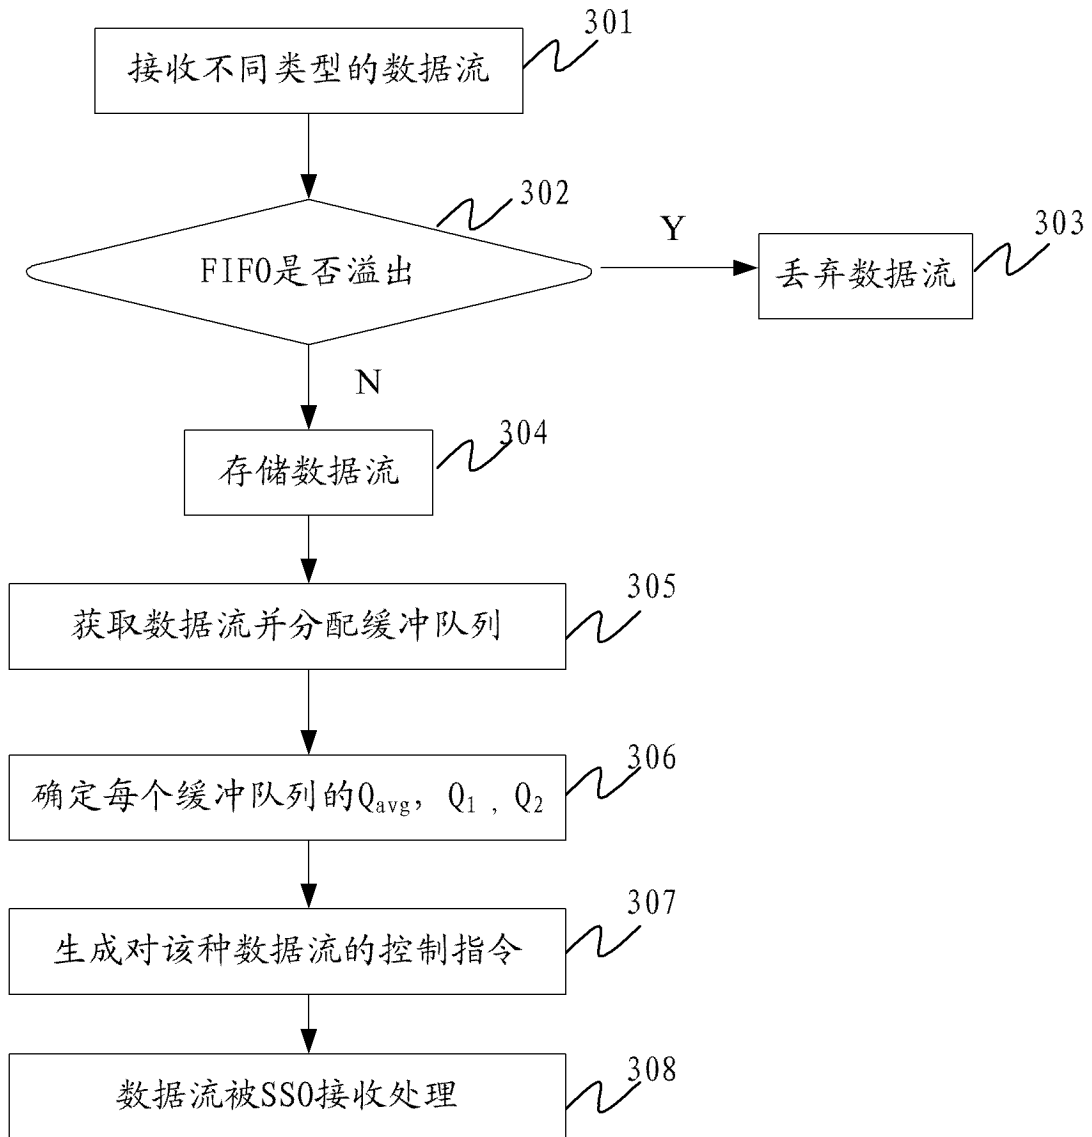 301
接收不同类型的数据流
302
FIFO是否溢出
Y
303
丢弃数据流
N
304
存储数据流
305
获取数据流并分配缓冲队列
306
确定每个缓冲队列的Qavg, Q1 , Q2
307
生成对该种数据流的控制指令
308
数据流被SSO接收处理